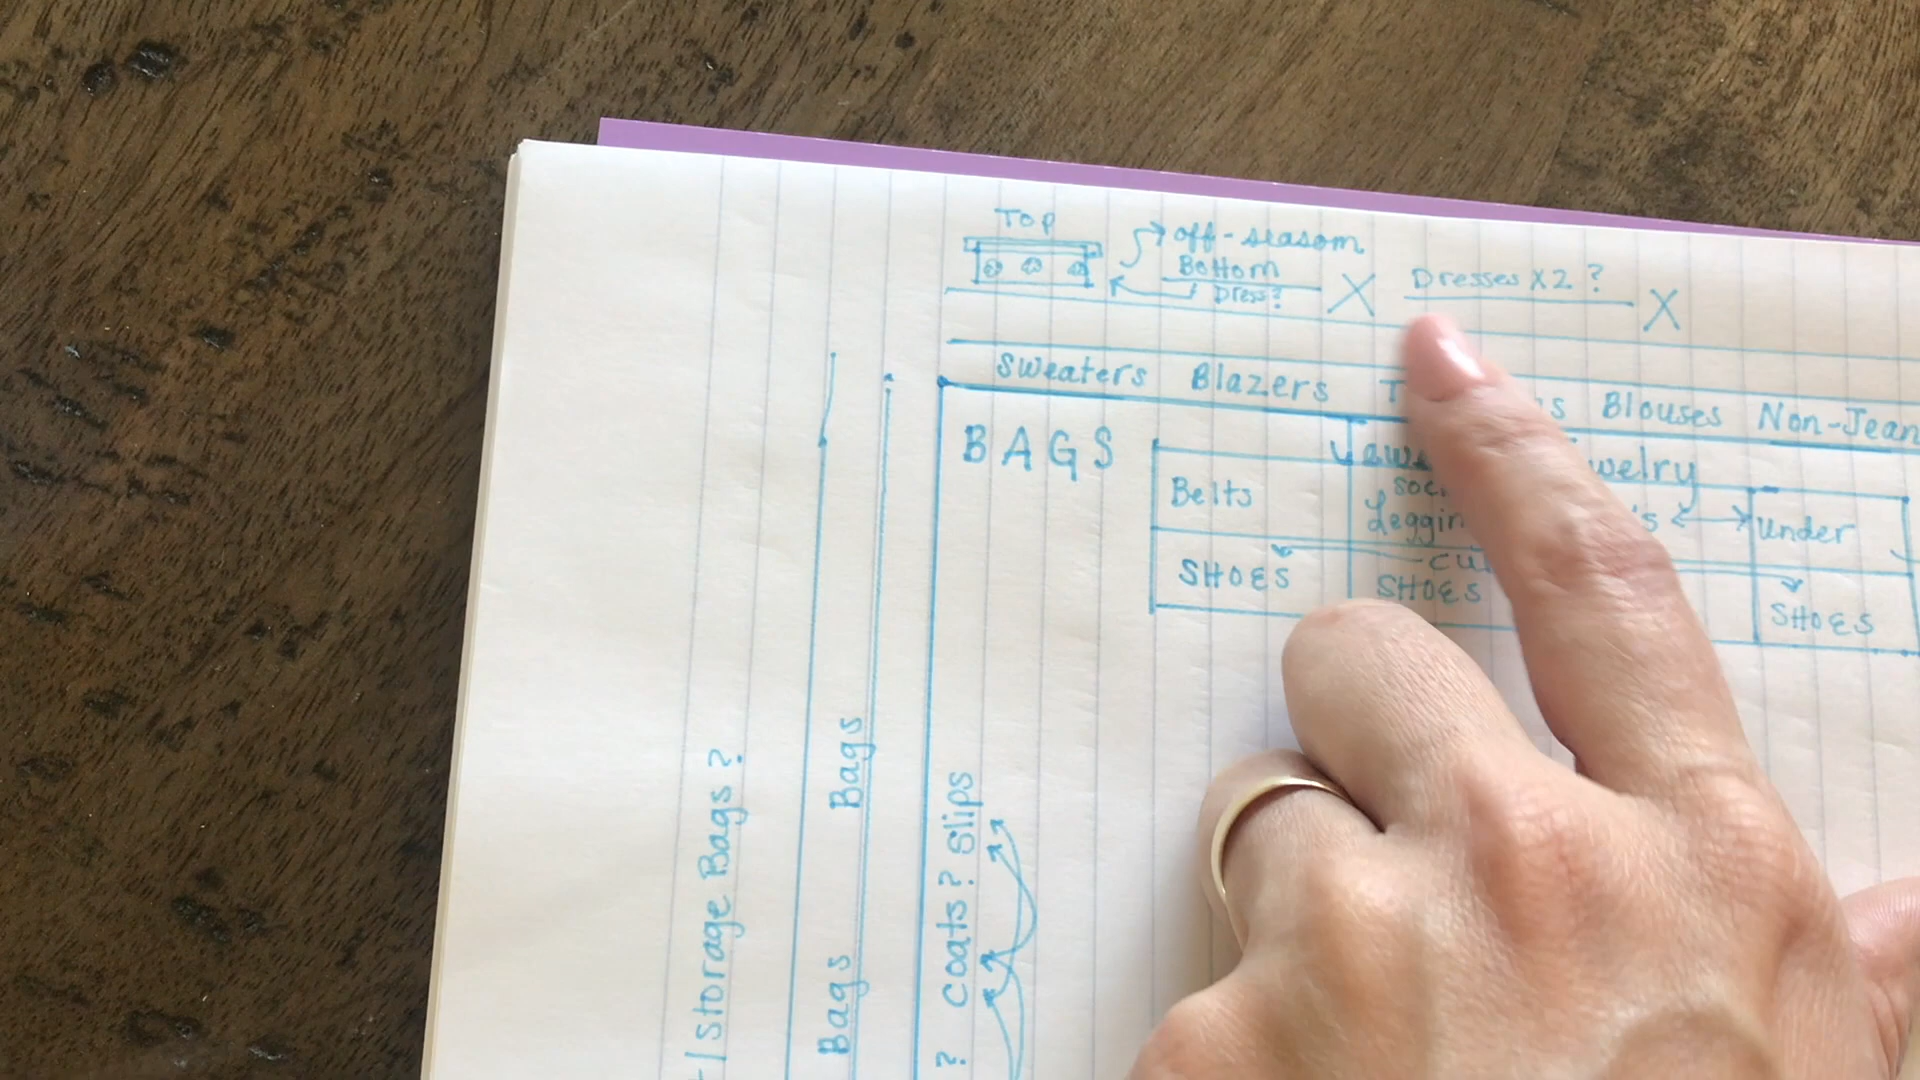 TOP
off-season
Bottom
Dress?
X
Dresses X2 ?
X
Sweaters Blazers Blouses Non-Jean
BAGS
Belts
Under
SHOES
SHOES
SHOES
Bags
Bags
? Coats? Slips
/ Storage Bags ?